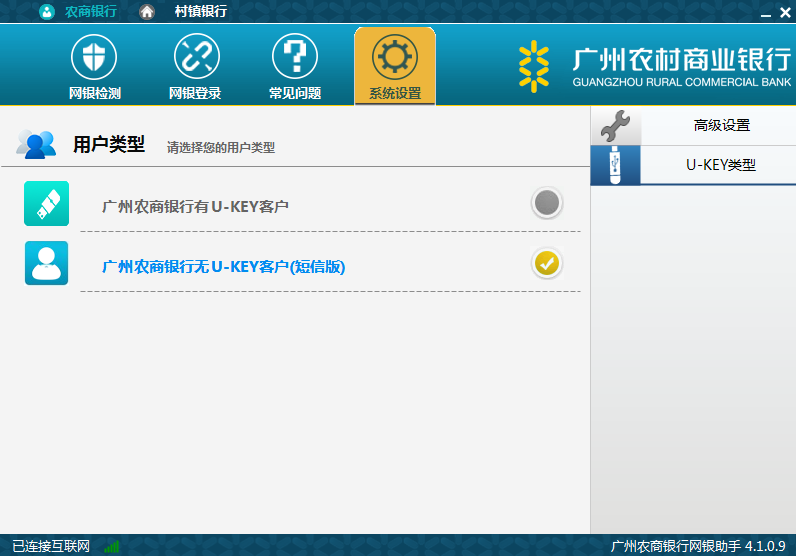 农商银行 村镇银行
网银检测 网银登录 常见问题 系统设置
广州农村商业银行
GUANGZHOU RURAL COMMERCIAL BANK
用户类型 请选择您的用户类型
广州农商银行有U-KEY客户
广州农商银行无U-KEY客户(短信版)
高级设置
U-KEY类型
已连接互联网 广州农商银行网银助手 4.1.0.9